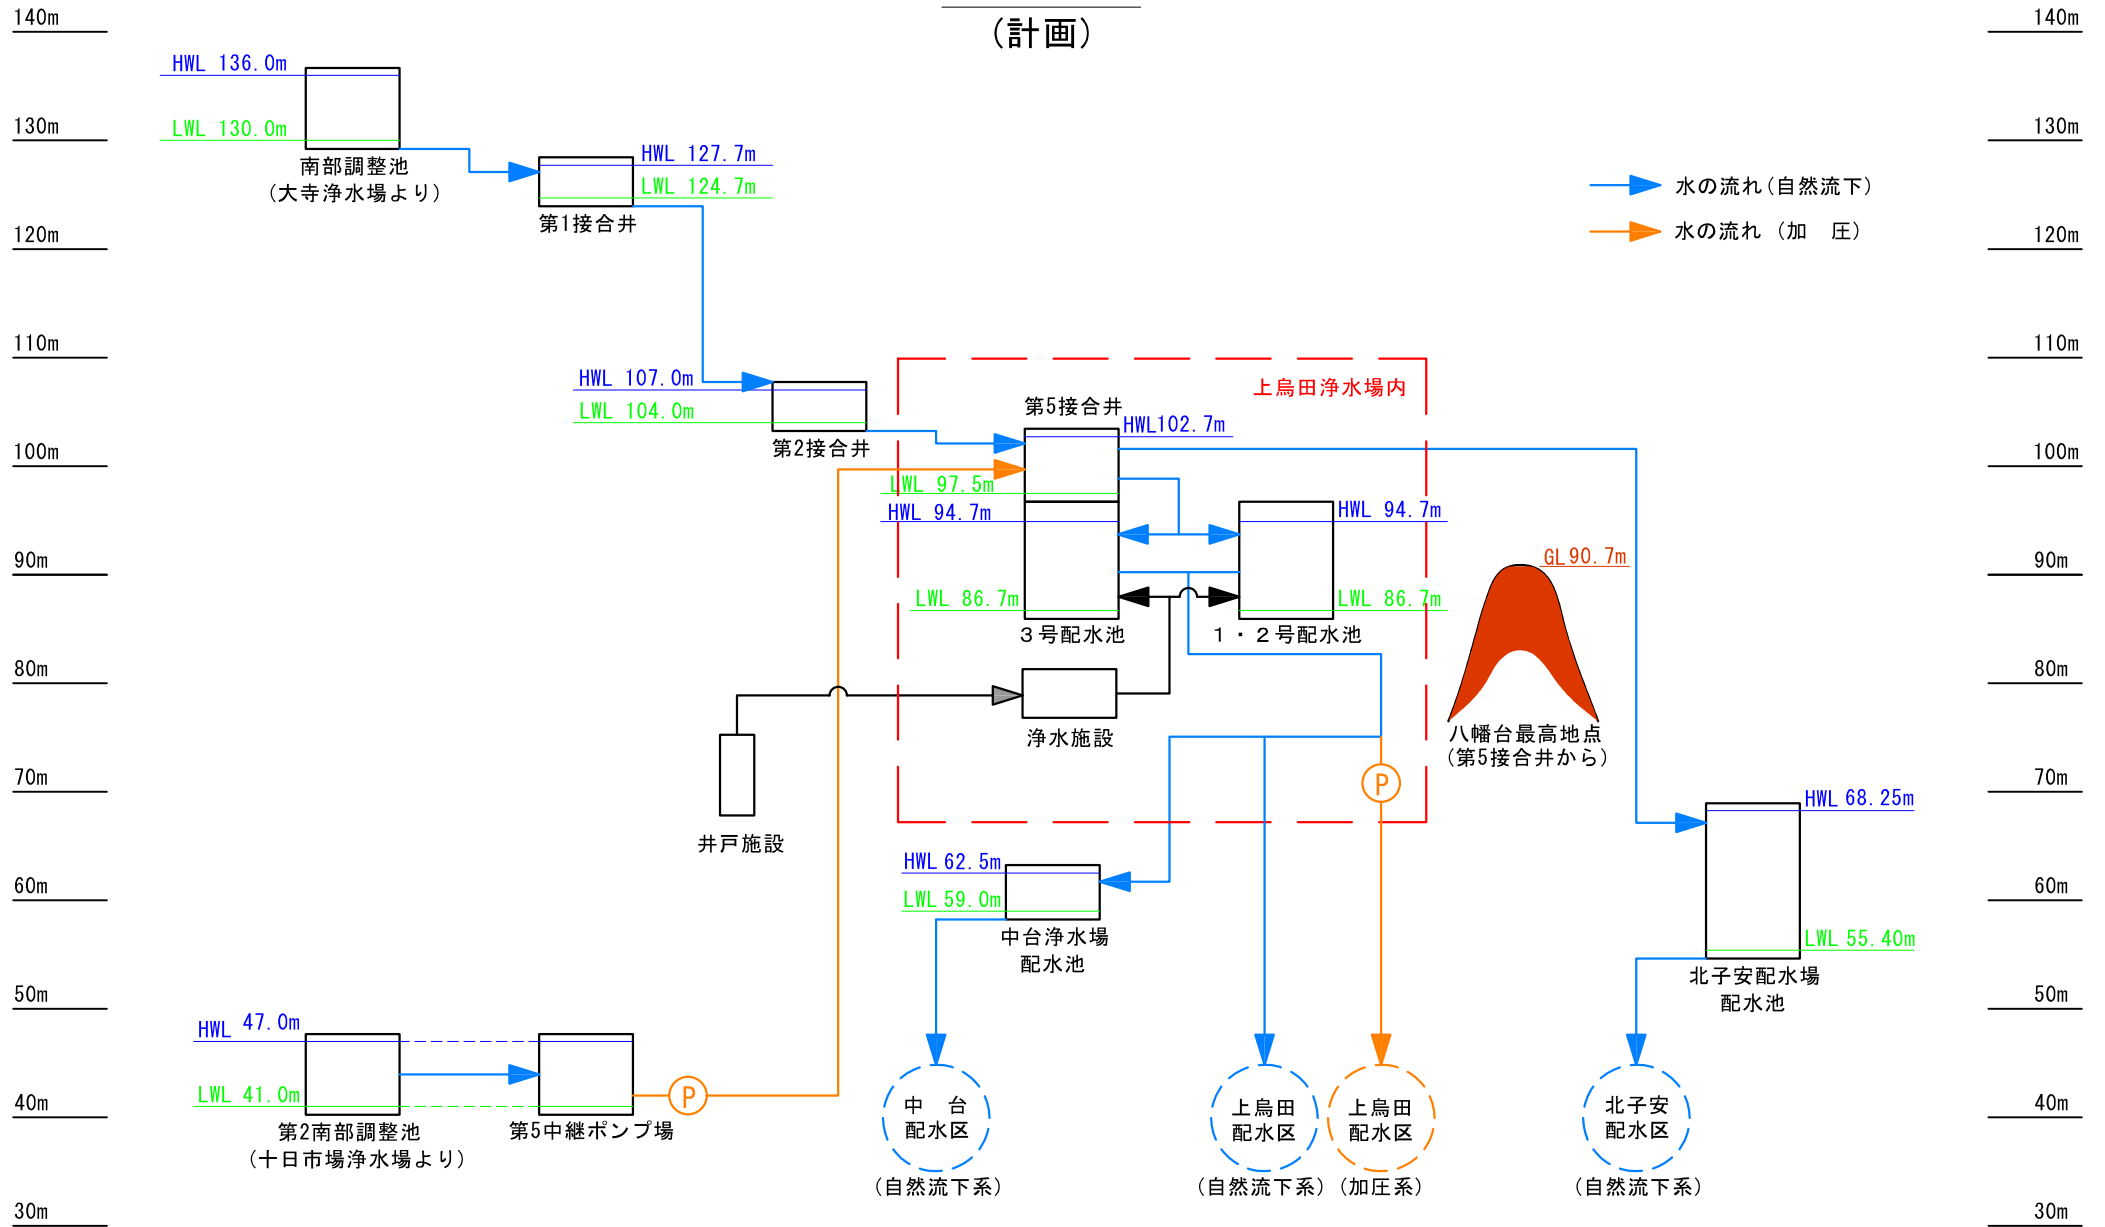 (計画)
140m
130m
120m
110m
100m
90m
80m
70m
60m
50m
40m
30m
140m
130m
120m
110m
100m
90m
80m
70m
60m
50m
40m
30m
HWL 136.0m
LWL 130.0m
南部調整池
(大寺浄水場より)
HWL 127.7m
LWL 124.7m
第1接合井
水の流れ(自然流下)
水の流れ (加　圧)
HWL 107.0m
LWL 104.0m
第2接合井
上烏田浄水場内
第5接合井
HWL102.7m
LWL 97.5m
HWL 94.7m
LWL 86.7m
3号配水池
HWL 94.7m
LWL 86.7m
1・2号配水池
GL90.7m
八幡台最高地点
(第5接合井から)
浄水施設
井戸施設
P
HWL 68.25m
LWL 55.40m
北子安配水場
配水池
HWL 62.5m
LWL 59.0m
中台浄水場
配水池
HWL 47.0m
LWL 41.0m
第2南部調整池
(十日市場浄水場より)
第5中継ポンプ場
P
中　台
配水区
(自然流下系)
上烏田
配水区
(自然流下系)
上烏田
配水区
(加圧系)
北子安
配水区
(自然流下系)